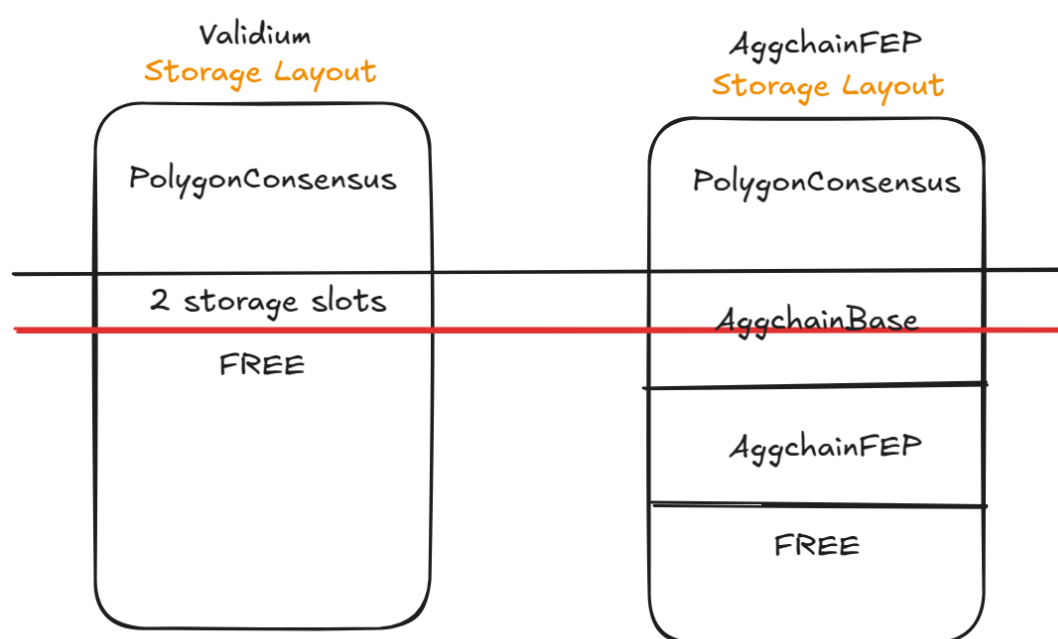 Validium
Storage Layout
PolygonConsensus
2 storage slots
FREE
AggchainFEP
Storage Layout
PolygonConsensus
AggchainBase
AggchainFEP
FREE